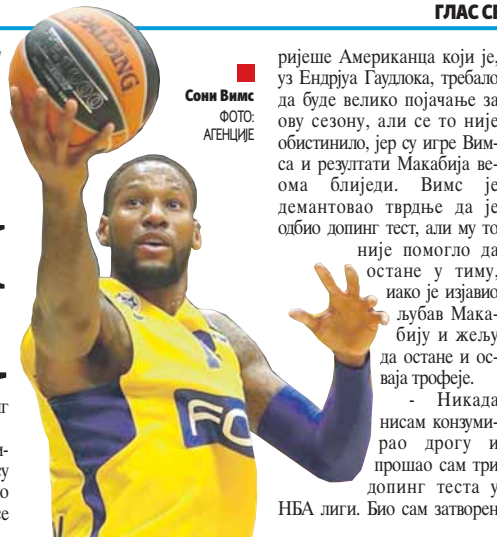 ГЛАС СР
Сони Вимс
ФОТО:
АГЕНЦИЈЕ
SPALDING
FO
ријеше Американца који је,
уз Ендрјуа Гаудлока, требало
да буде велико појачање за
ову сезону, али се то није
обистинило, јер су игре Вим-
са и резултати Макабија ве-
ома блиједи. Вимс је
демантовао тврдње да је
одбио допинг тест, али му то
није помогло да
остане у тиму,
иако је изјавио
љубав Мака-
бију и жељу
да остане и ос-
ваја трофеје.
- Никада
нисам конзуми-
рао дрогу и
прошао сам три
допинг теста у
НБА лиги. Био сам затворен